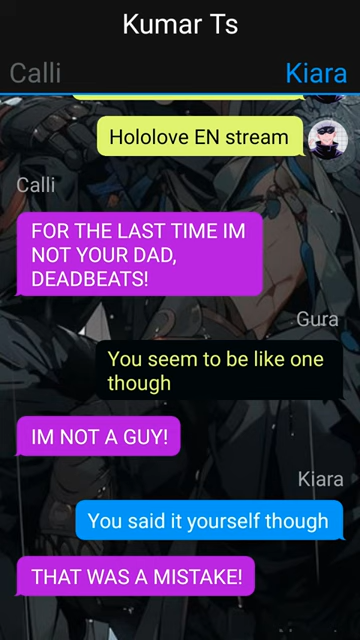 Kumar Ts
Calli
Kiara
Hololove EN stream
Calli
FOR THE LAST TIME IM
NOT YOUR DAD,
DEADBEATS!
Gura
You seem to be like one
though
IM NOT A GUY!
Kiara
You said it yourself though
THAT WAS A MISTAKE!